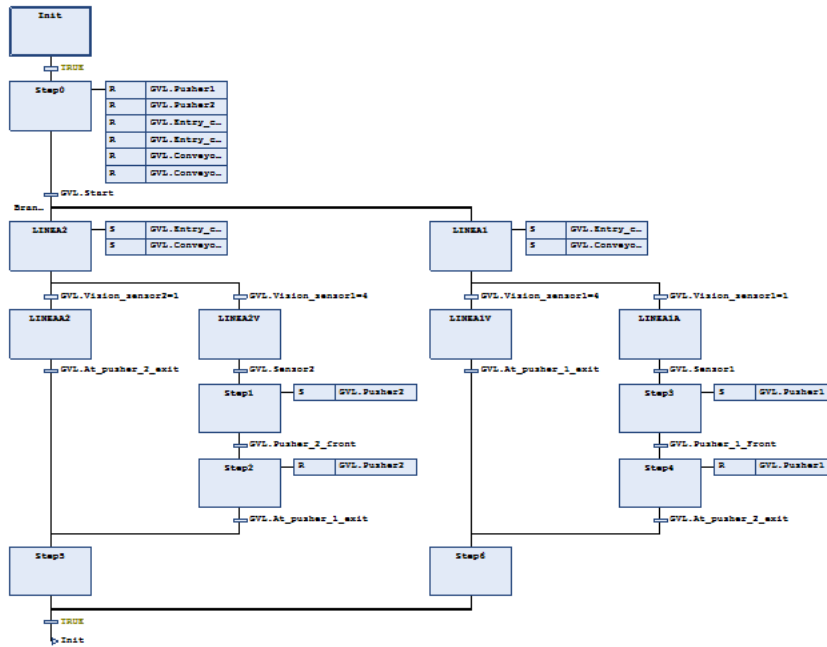 Init
TRUE
Step0
R GVL.Pusher1
R GVL.Pusher2
R GVL.Entry_c...
R GVL.Entry_c...
R GVL.Conveyo...
R GVL.Conveyo...
GVL.Start
Bran...
LINEA2
S GVL.Entry_c...
S GVL.Conveyo...
LINEA1
S GVL.Entry_c...
S GVL.Conveyo...
GVL.Vision_sensor2=1
GVL.Vision_sensor1=4
GVL.Vision_sensor1=4
GVL.Vision_sensor1=1
LINEAA2
LINEA2V
LINEA1V
LINEA1A
GVL.At_pusher_2_exit
GVL.Sensor2
GVL.At_pusher_1_exit
GVL.Sensor1
Step1
S GVL.Pusher2
Step3
S GVL.Pusher1
GVL.Pusher_2_front
GVL.Pusher_1_Front
Step2
R GVL.Pusher2
Step4
R GVL.Pusher1
GVL.At_pusher_1_exit
GVL.At_pusher_2_exit
Step5
Step6
TRUE
Init